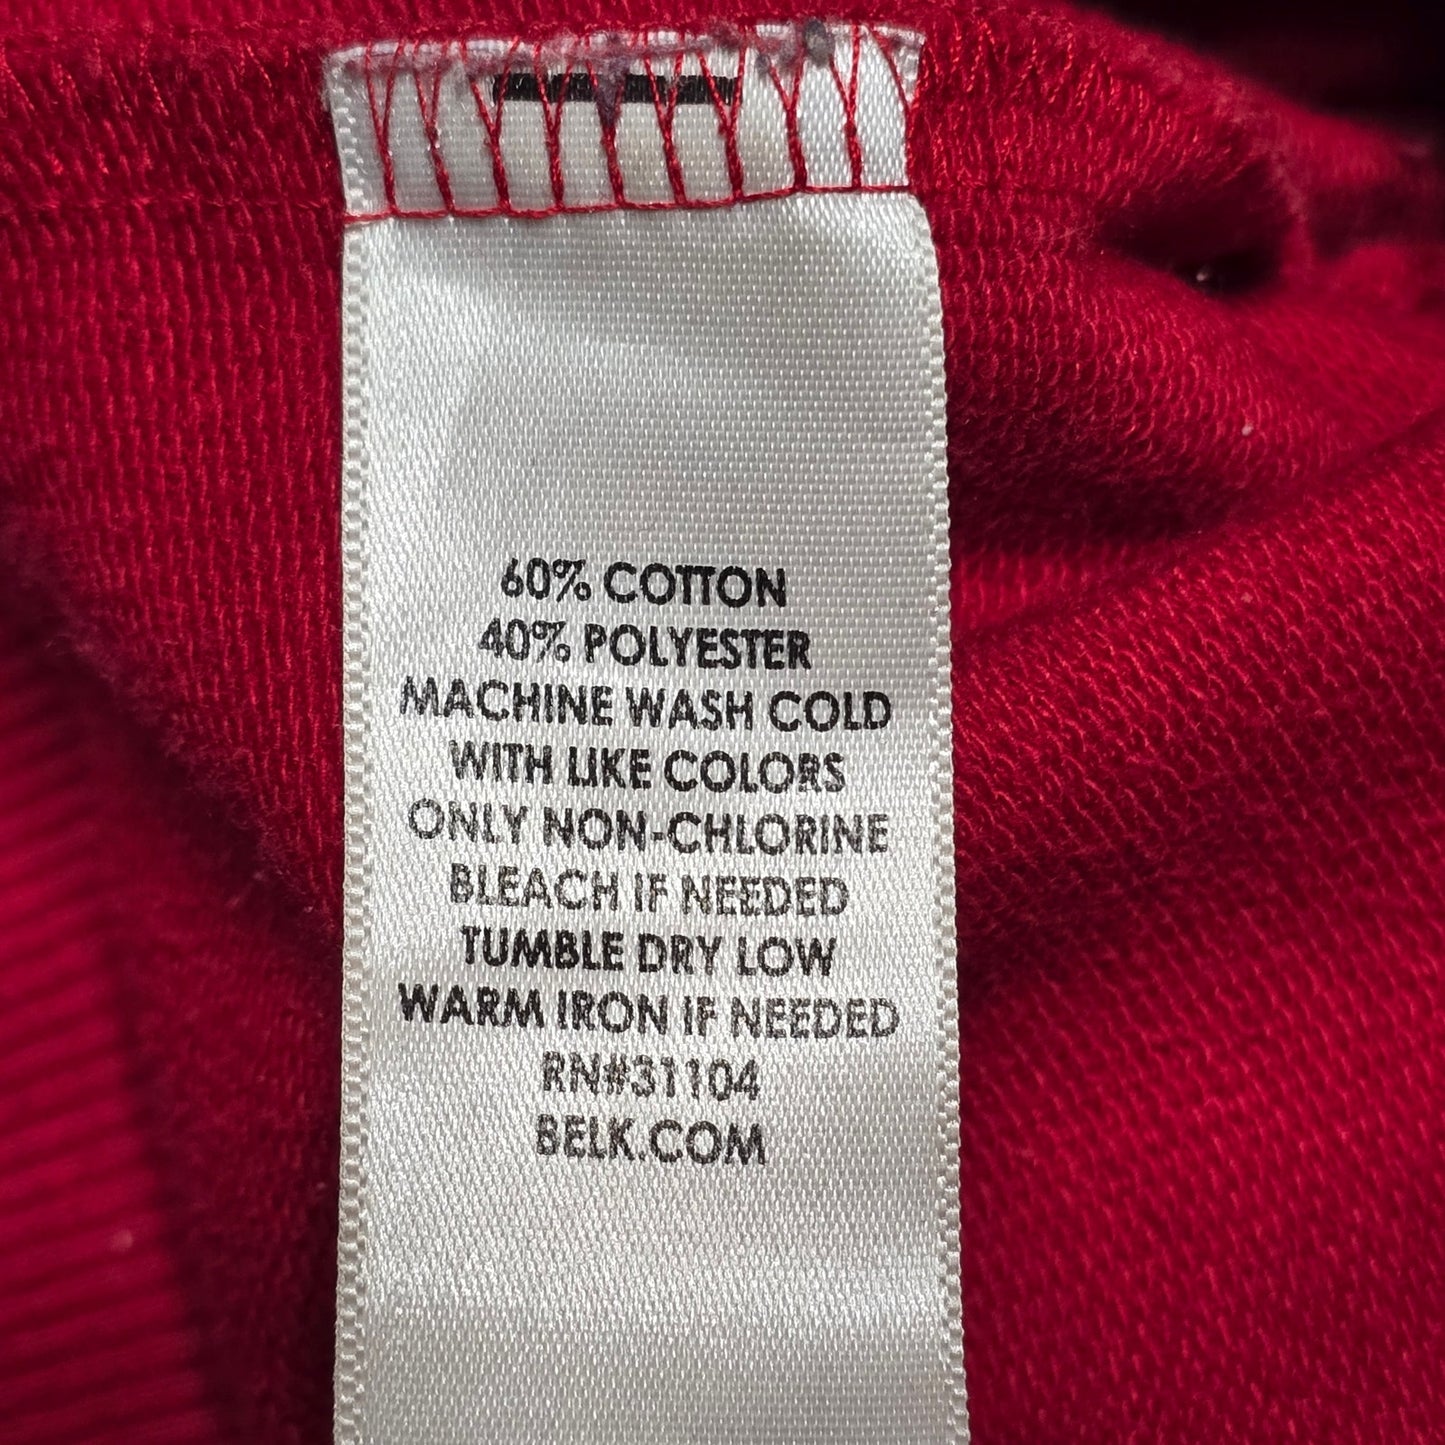 60% COTTON
40% POLYESTER
MACHINE WASH COLD
WITH LIKE COLORS
ONLY NON-CHLORINE
BLEACH IF NEEDED
TUMBLE DRY LOW
WARM IRON IF NEEDED
RN#31104
BELK.COM